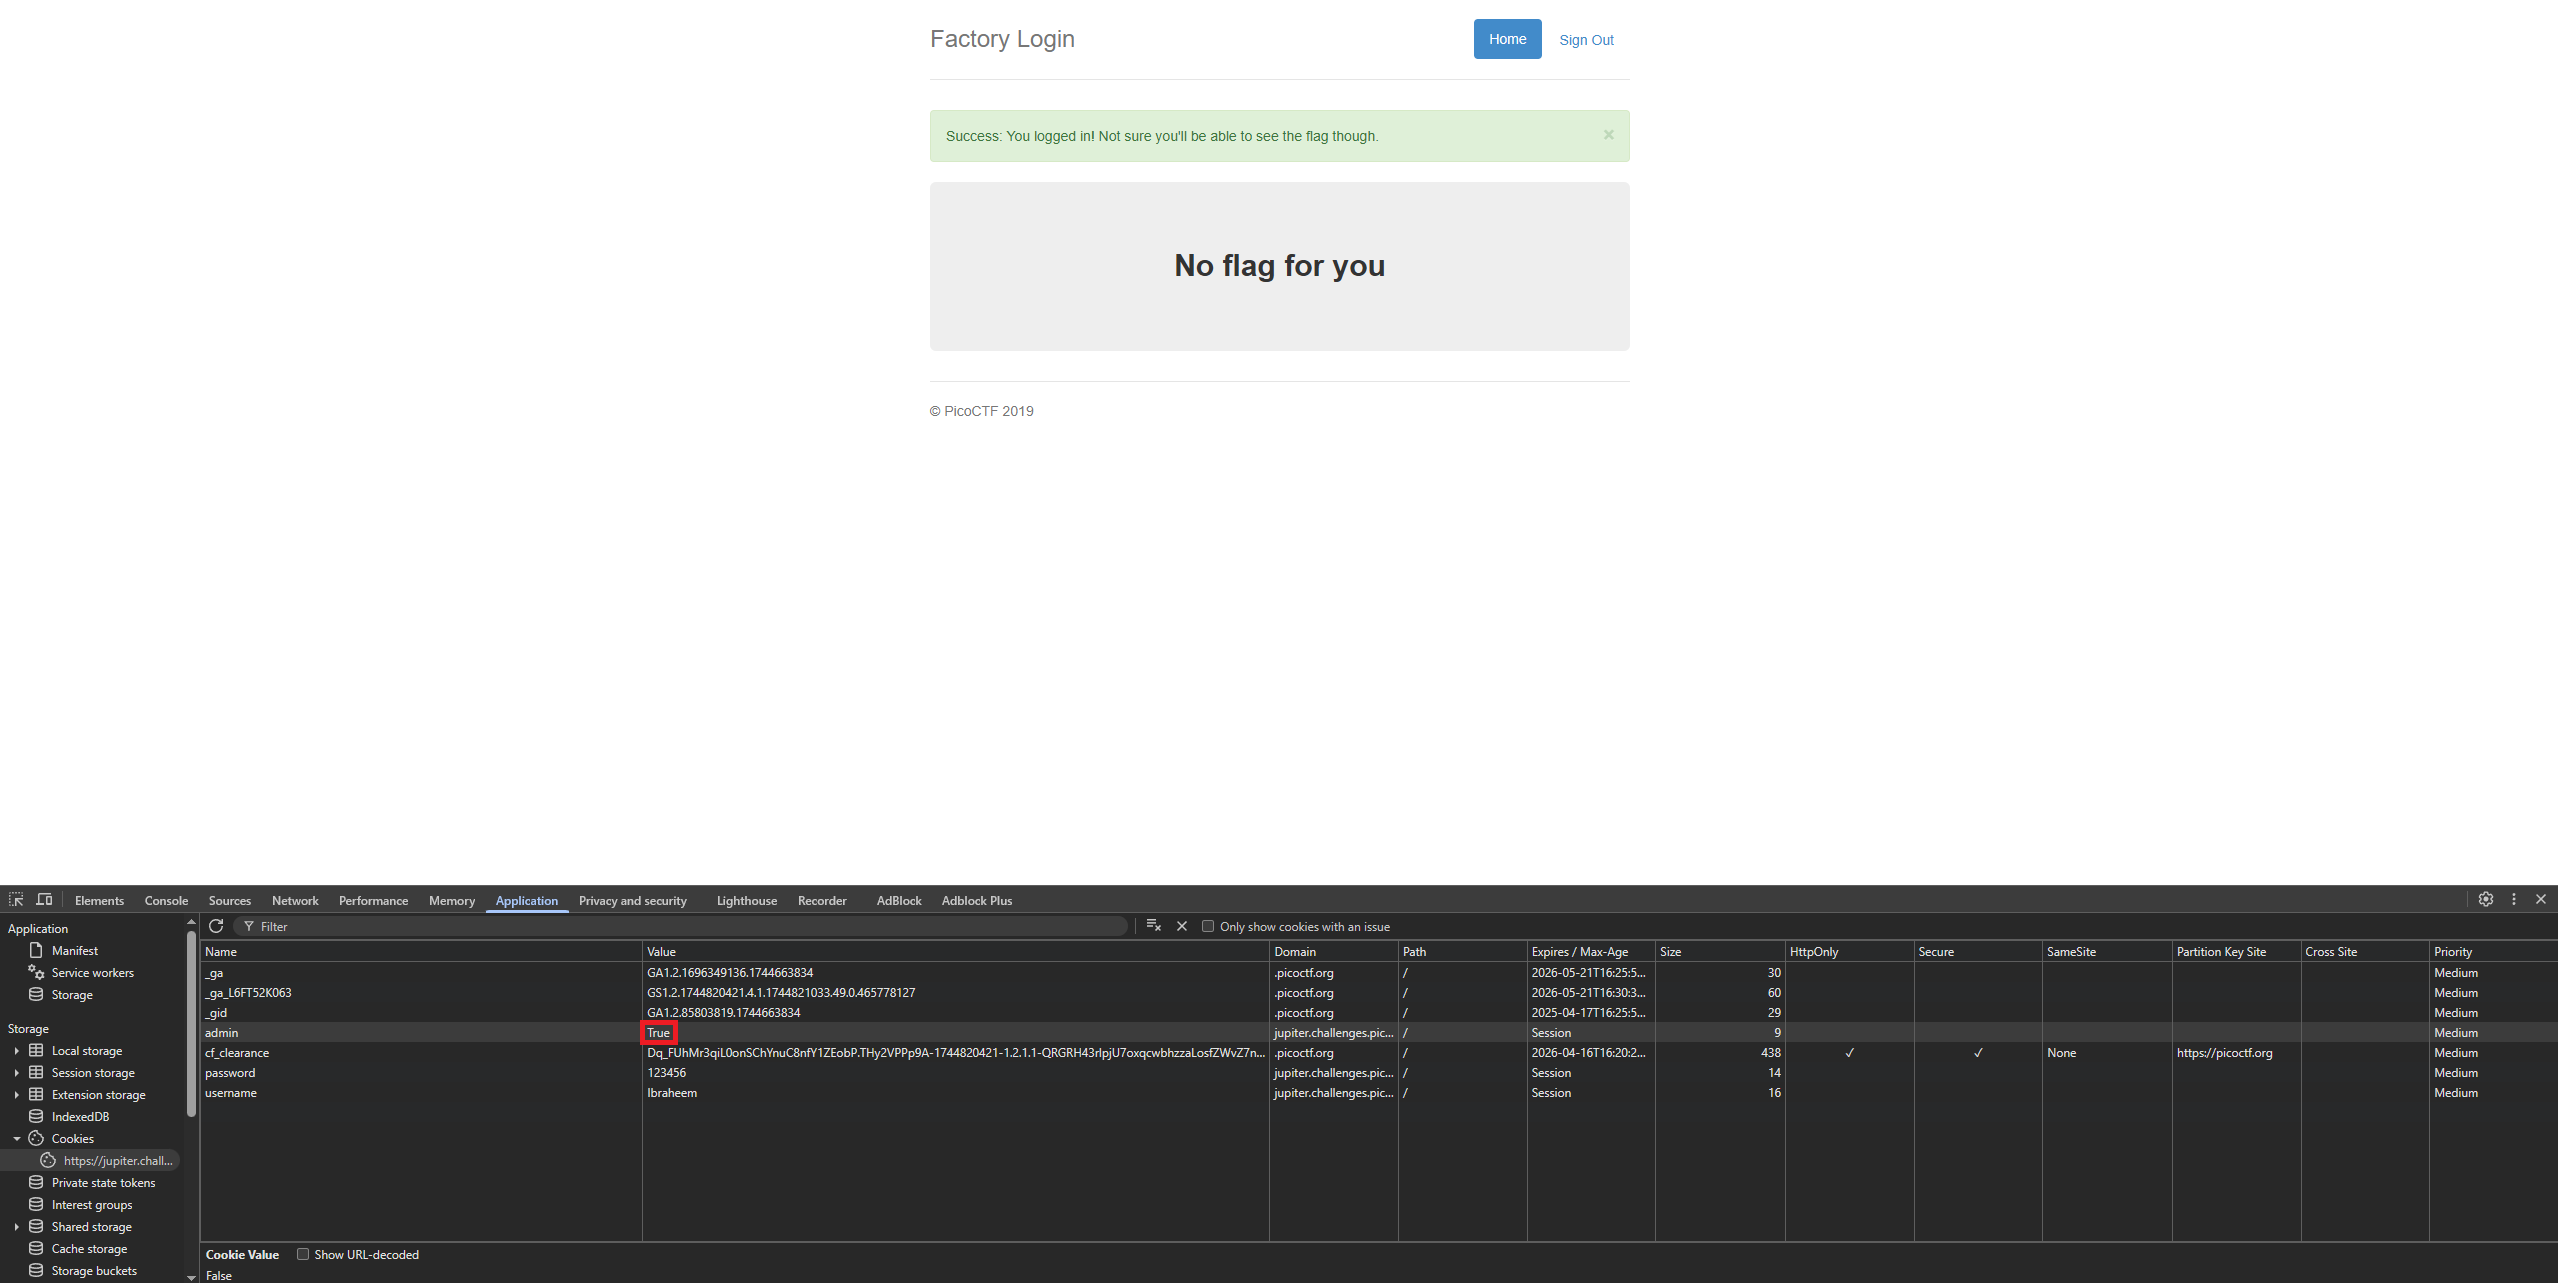 Factory Login
Home
Sign Out
Success: You logged in! Not sure you'll be able to see the flag though.
×
No flag for you
© PicoCTF 2019
Elements Console Sources Network Performance Memory Application Privacy and security Lighthouse Recorder AdBlock Adblock Plus
Application
Manifest
Service workers
Storage
Storage
Local storage
Session storage
Extension storage
IndexedDB
Cookies
https://jupiter.chall...
Private state tokens
Interest groups
Shared storage
Cache storage
Storage buckets
Filter
Only show cookies with an issue
Name Value Domain Path Expires / Max-Age Size HttpOnly Secure SameSite Partition Key Site Cross Site Priority
_ga GA1.2.1696349136.1744663834 .picoctf.org / 2026-05-21T16:25:5... 30 Medium
_ga_L6FT52K063 GS1.2.1744820421.4.1.1744821033.49.0.465778127 .picoctf.org / 2026-05-21T16:30:3... 60 Medium
_gid GA1.2.85803819.1744663834 .picoctf.org / 2025-04-17T16:25:5... 29 Medium
admin True jupiter.challenges.pic... / Session 9 Medium
cf_clearance Dq_FUhMr3qiL0onSChYnuC8nfY1ZEobP.THy2VPPp9A-1744820421-1.2.1.1-QRGRH43rIpjU7oxqcwbhzzaLosfZWvZ7n... .picoctf.org / 2026-04-16T16:20:2... 438 ✓ ✓ None https://picoctf.org Medium
password 123456 jupiter.challenges.pic... / Session 14 Medium
username Ibraheem jupiter.challenges.pic... / Session 16 Medium
Cookie Value Show URL-decoded
False